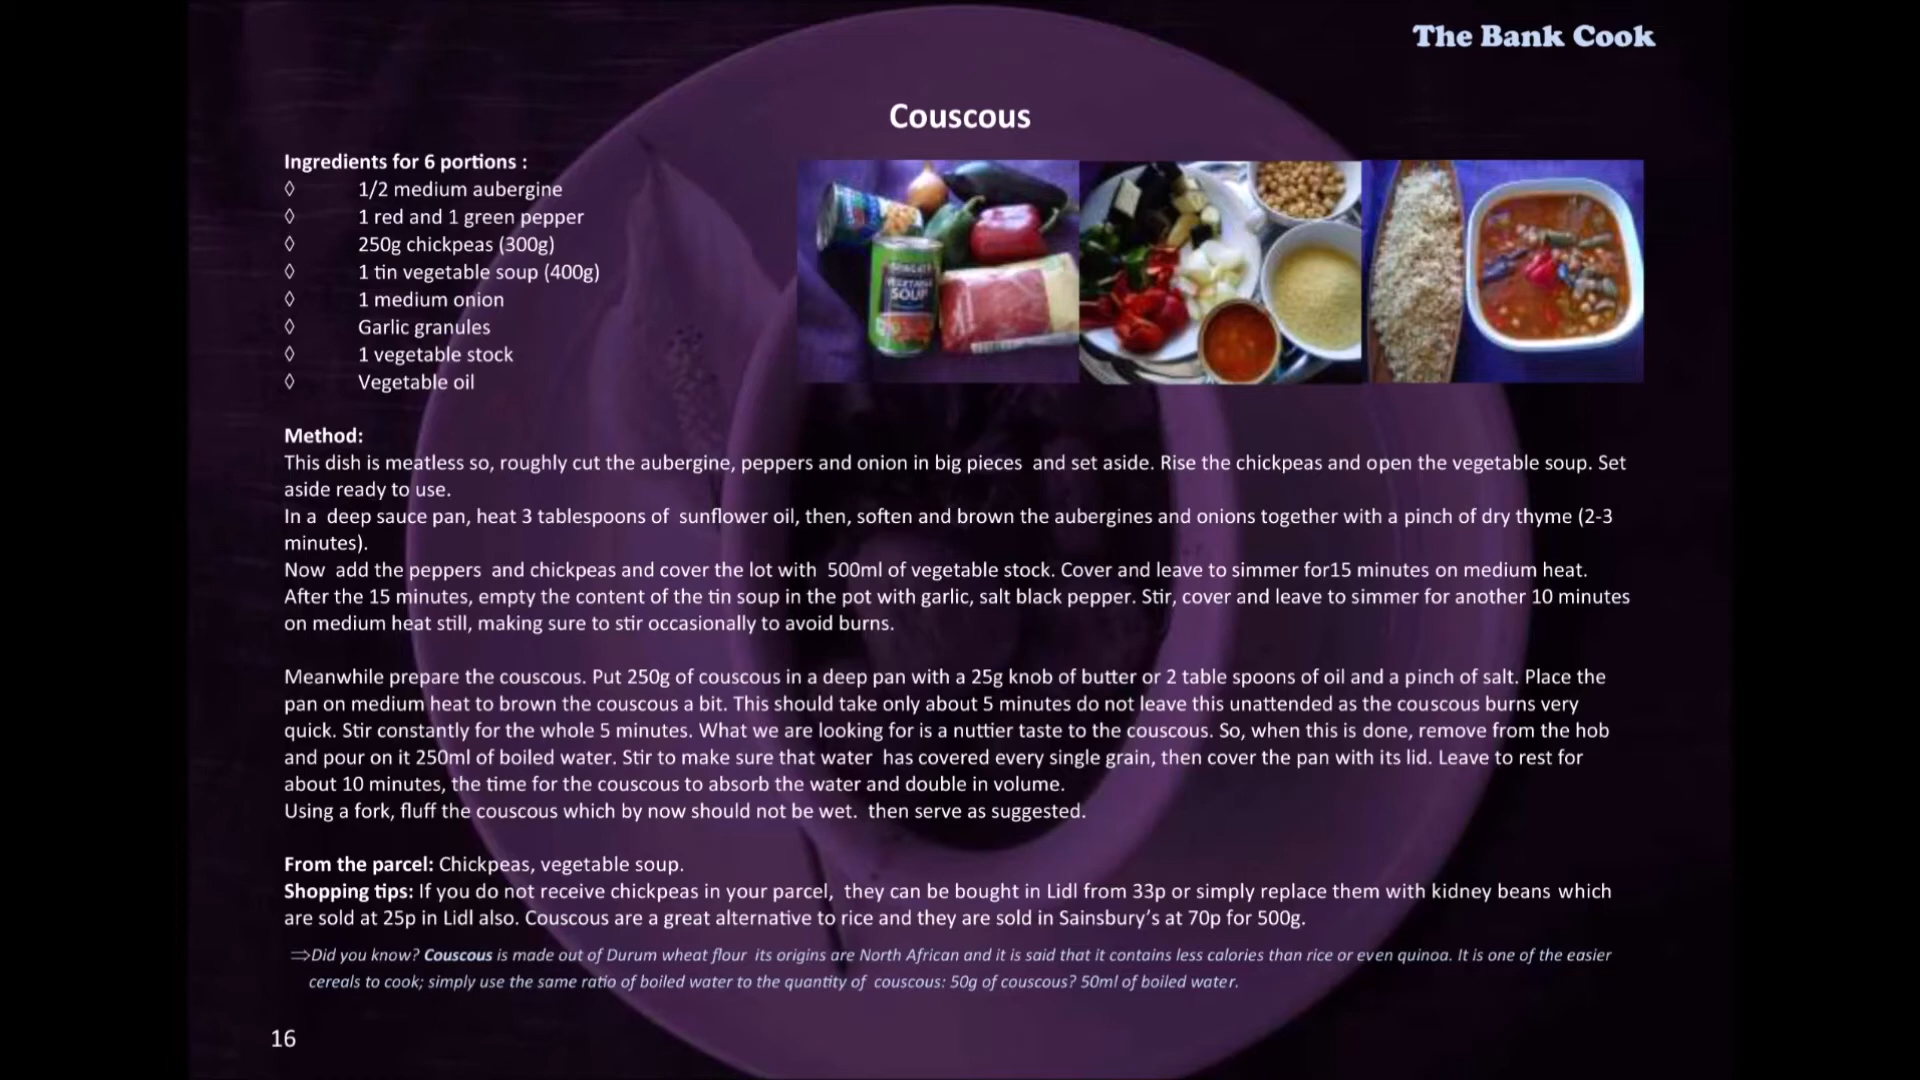 The Bank Cook
Couscous
Ingredients for 6 portions :
◊ 1/2 medium aubergine
◊ 1 red and 1 green pepper
◊ 250g chickpeas (300g)
◊ 1 tin vegetable soup (400g)
◊ 1 medium onion
◊ Garlic granules
◊ 1 vegetable stock
◊ Vegetable oil
VEGETABLE
SOUP
Method:
This dish is meatless so, roughly cut the aubergine, peppers and onion in big pieces and set aside. Rise the chickpeas and open the vegetable soup. Set
aside ready to use.
In a deep sauce pan, heat 3 tablespoons of sunflower oil, then, soften and brown the aubergines and onions together with a pinch of dry thyme (2-3
minutes).
Now add the peppers and chickpeas and cover the lot with 500ml of vegetable stock. Cover and leave to simmer for15 minutes on medium heat.
After the 15 minutes, empty the content of the tin soup in the pot with garlic, salt black pepper. Stir, cover and leave to simmer for another 10 minutes
on medium heat still, making sure to stir occasionally to avoid burns.
Meanwhile prepare the couscous. Put 250g of couscous in a deep pan with a 25g knob of butter or 2 table spoons of oil and a pinch of salt. Place the
pan on medium heat to brown the couscous a bit. This should take only about 5 minutes do not leave this unattended as the couscous burns very
quick. Stir constantly for the whole 5 minutes. What we are looking for is a nuttier taste to the couscous. So, when this is done, remove from the hob
and pour on it 250ml of boiled water. Stir to make sure that water has covered every single grain, then cover the pan with its lid. Leave to rest for
about 10 minutes, the time for the couscous to absorb the water and double in volume.
Using a fork, fluff the couscous which by now should not be wet. then serve as suggested.
From the parcel: Chickpeas, vegetable soup.
Shopping tips: If you do not receive chickpeas in your parcel, they can be bought in Lidl from 33p or simply replace them with kidney beans which
are sold at 25p in Lidl also. Couscous are a great alternative to rice and they are sold in Sainsbury's at 70p for 500g.
⇒Did you know? Couscous is made out of Durum wheat flour its origins are North African and it is said that it contains less calories than rice or even quinoa. It is one of the easier
cereals to cook; simply use the same ratio of boiled water to the quantity of couscous: 50g of couscous? 50ml of boiled water.
16